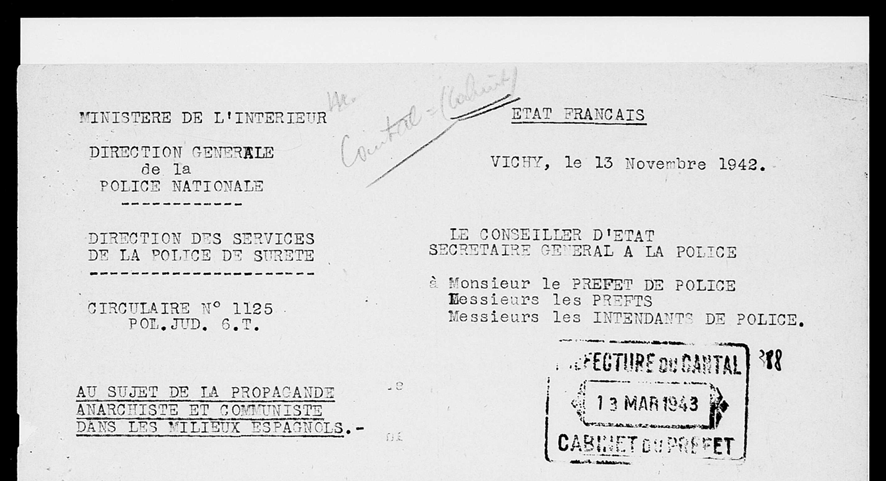 MINISTERE DE L'INTERIEUR
DIRECTION GENERALE
de la
POLICE NATIONALE
------------
DIRECTION DES SERVICES
DE LA POLICE DE SURETE
----------------------
CIRCULAIRE N° 1125
POL.JUD. 6.T.
AU SUJET DE LA PROPAGANDE
ANARCHISTE ET COMMUNISTE
DANS LES MILIEUX ESPAGNOLS.-
ETAT FRANCAIS
VICHY, le 13 Novembre 1942.
LE CONSEILLER D'ETAT
SECRETAIRE GENERAL A LA POLICE
à Monsieur le PREFET DE POLICE
Messieurs les PREFTS
Messieurs les INTENDANTS DE POLICE.
PREFECTURE DU CANTAL
13 MAR 1943
CABINET DU PREFET